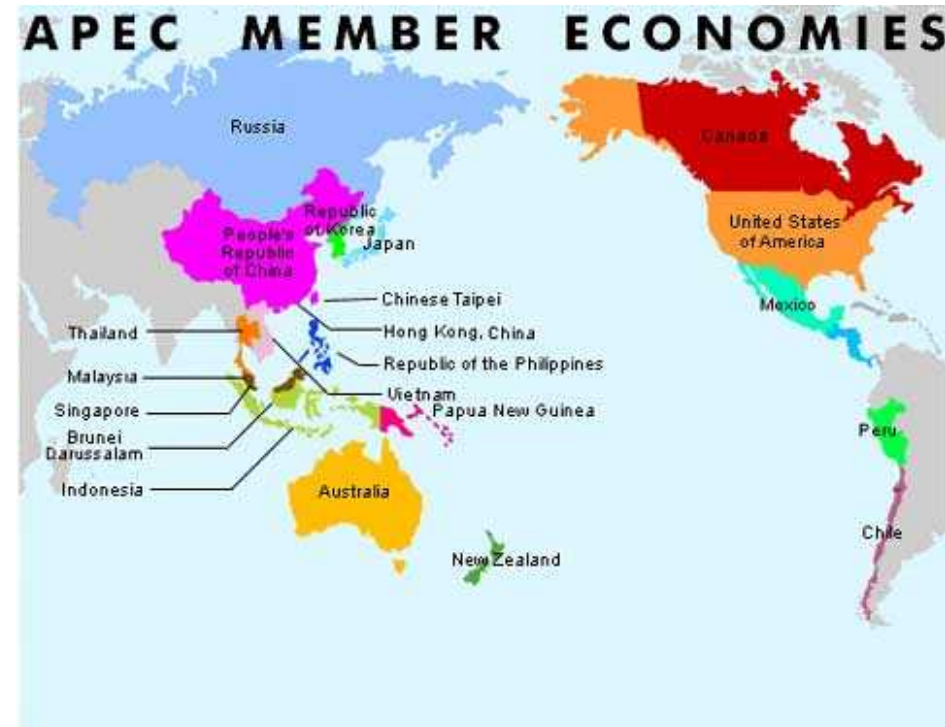 APEC MEMBER ECONOMIES
Russia
Canada
Republic
of Korea
People's
Republic
of China
Japan
United States
of America
Chinese Taipei
Mexico
Hong Kong, China
Thailand
Republic of the Philippines
Malaysia
Vietnam
Singapore
Papua New Guinea
Brunei
Darussalam
Peru
Indonesia
Australia
Chile
New Zealand